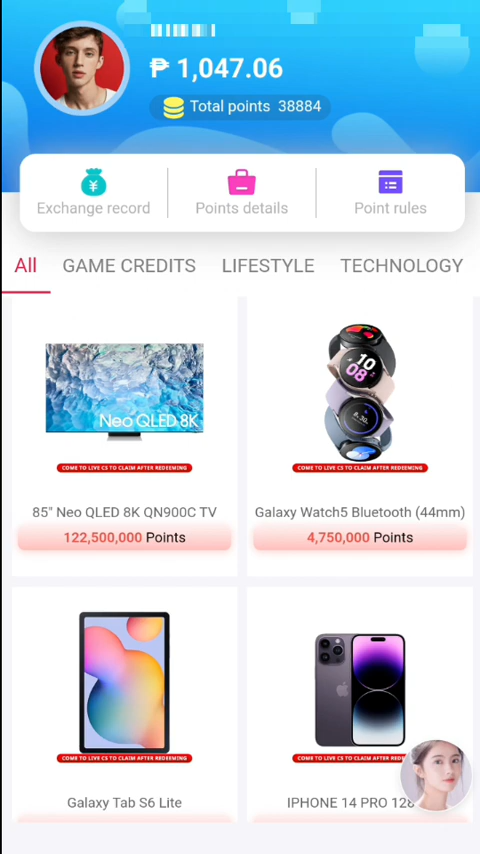 ₱ 1,047.06
Total points 38884
Exchange record
Points details
Point rules
All
GAME CREDITS
LIFESTYLE
TECHNOLOGY
Neo QLED 8K
COME TO LIVE CS TO CLAIM AFTER REDEEMING
85" Neo QLED 8K QN900C TV
122,500,000 Points
10
08
8:30
COME TO LIVE CS TO CLAIM AFTER REDEEMING
Galaxy Watch5 Bluetooth (44mm)
4,750,000 Points
COME TO LIVE CS TO CLAIM AFTER REDEEMING
Galaxy Tab S6 Lite
COME TO LIVE CS TO CLAIM AFTER
IPHONE 14 PRO 128